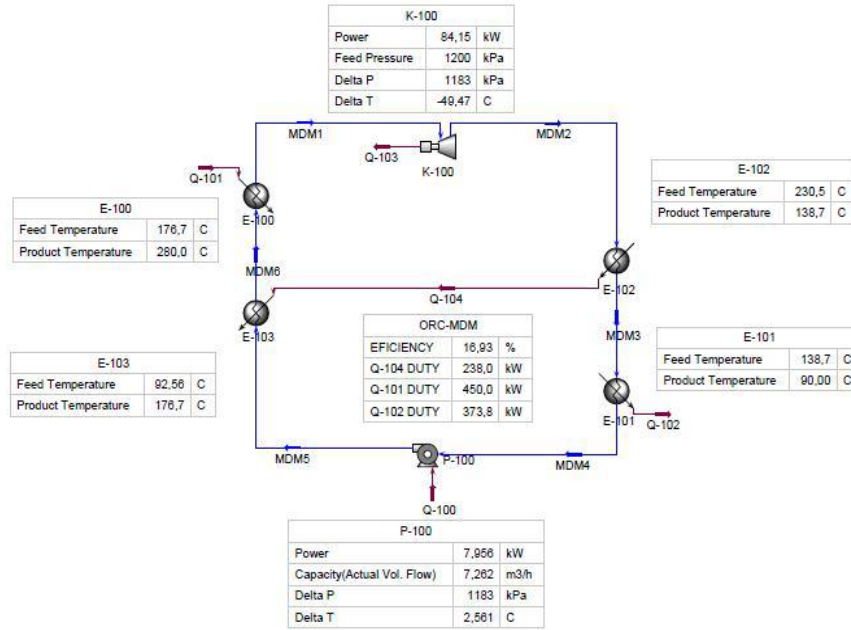 K-100
Power 84,15 kW
Feed Pressure 1200 kPa
Delta P 1183 kPa
Delta T -49,47 C
MDM1
MDM2
Q-103
K-100
Q-101
E-100
E-102
Feed Temperature 230,5 C
Product Temperature 138,7 C
E-100
Feed Temperature 176,7 C
Product Temperature 280,0 C
MDM6
E-102
Q-104
E-103
ORC-MDM
EFICIENCY 16,93 %
Q-104 DUTY 238,0 kW
Q-101 DUTY 450,0 kW
Q-102 DUTY 373,8 kW
MDM3
E-101
Feed Temperature 138,7 C
Product Temperature 90,00 C
E-103
Feed Temperature 92,56 C
Product Temperature 176,7 C
E-101
Q-102
MDM5
P-100
MDM4
Q-100
P-100
Power 7,956 kW
Capacity(Actual Vol. Flow) 7,262 m3/h
Delta P 1183 kPa
Delta T 2,561 C